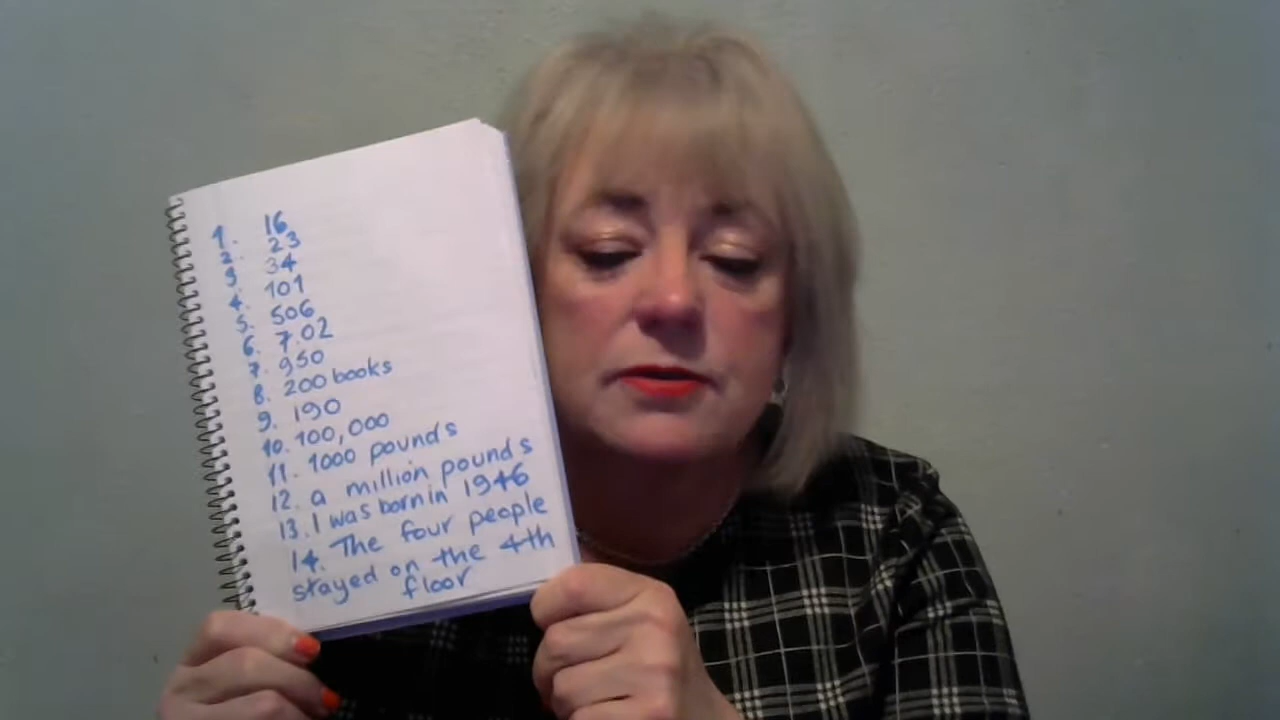 1. 16
2. 23
3. 34
4. 101
5. 506
6. 7.02
7. 950
8. 200 books
9. 190
10. 100,000
11. 1000 pounds
12. a million pounds
13. I was born in 1946
14. The four people
stayed on the 4th
floor